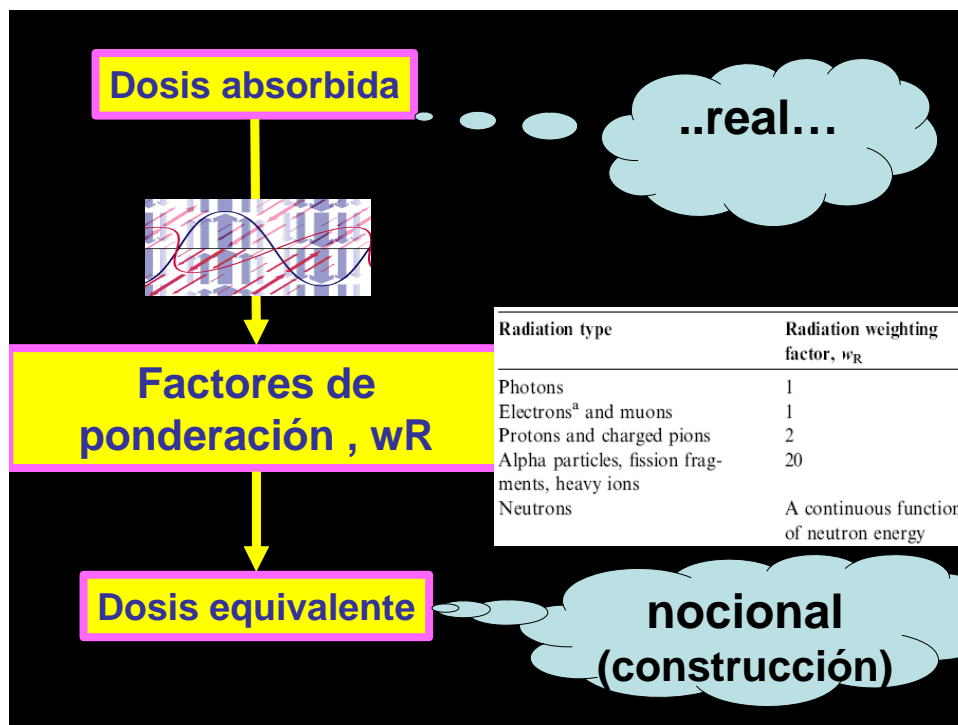 Dosis absorbida
..real…
Radiation type
Radiation weighting
factor, wR
Photons
1
Electronsa and muons
1
Protons and charged pions
2
Alpha particles, fission frag-
ments, heavy ions
20
Neutrons
A continuous function
of neutron energy
Factores de
ponderación , wR
Dosis equivalente
nocional
(construcción)